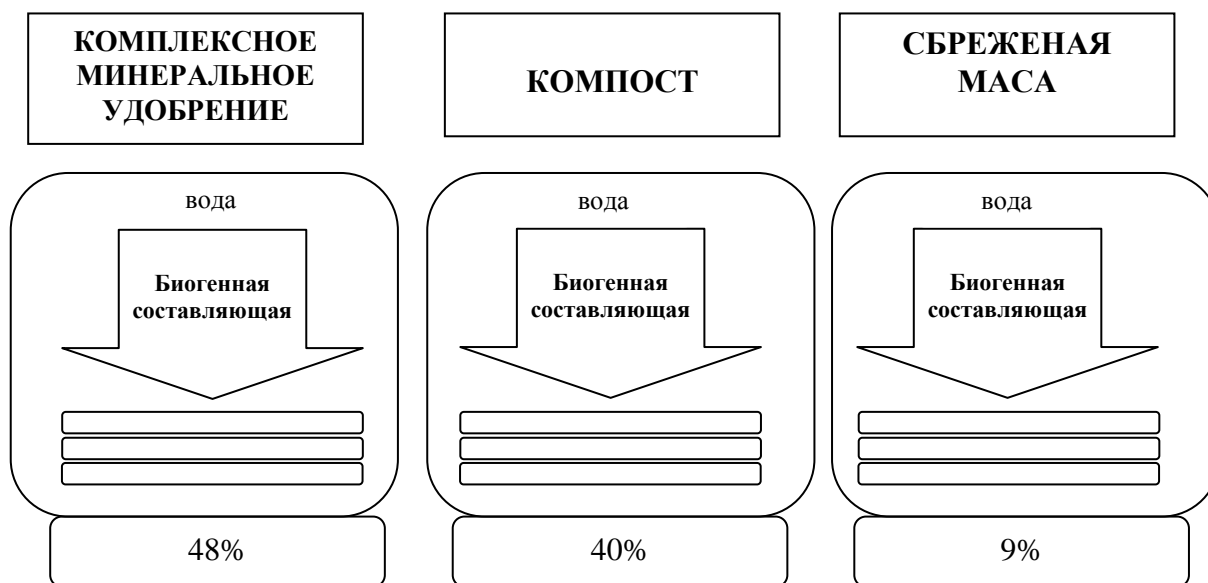 КОМПЛЕКСНОЕ
МИНЕРАЛЬНОЕ
УДОБРЕНИЕ
КОМПОСТ
СБРЕЖЕНАЯ
МАСА
вода
Биогенная
составляющая
48%
вода
Биогенная
составляющая
40%
вода
Биогенная
составляющая
9%